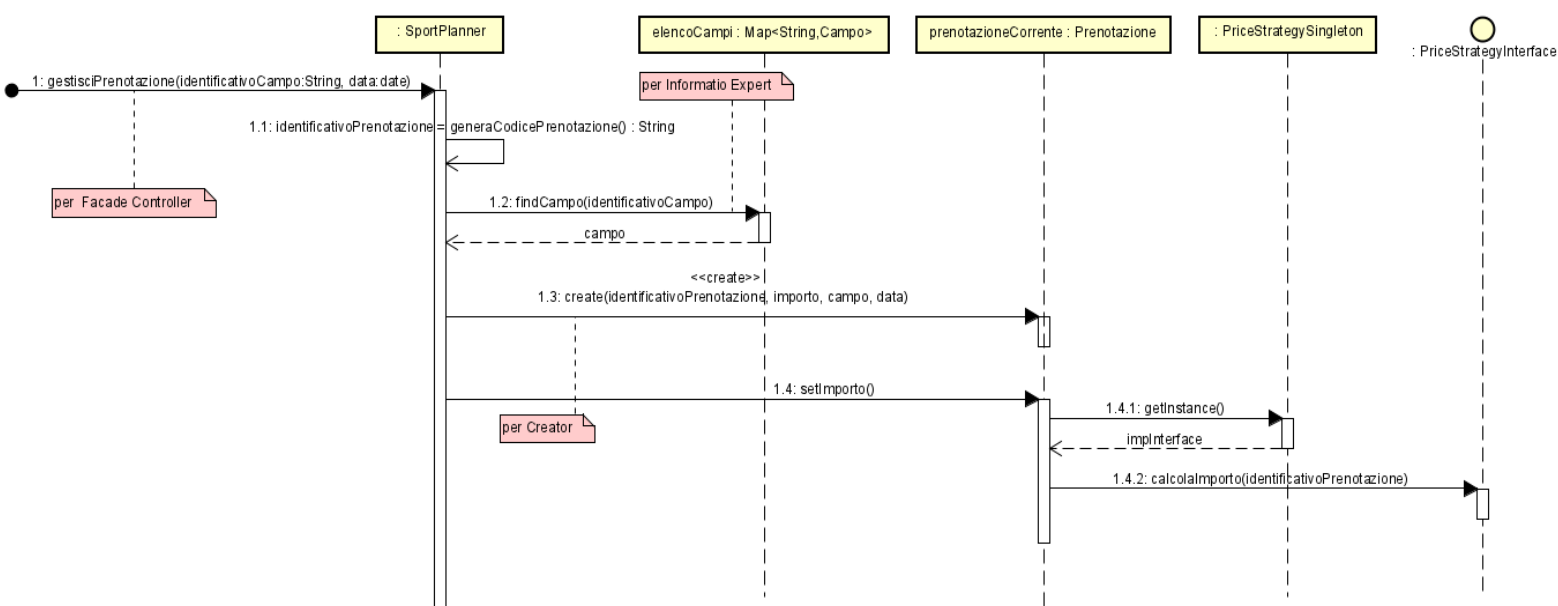 : SportPlanner
elencoCampi : Map<String,Campo>
prenotazioneCorrente : Prenotazione
: PriceStrategySingleton
: PriceStrategyInterface
1: gestisciPrenotazione(identificativoCampo:String, data:date)
per Informatio Expert
1.1: identificativoPrenotazione = generaCodicePrenotazione() : String
per Facade Controller
1.2: findCampo(identificativoCampo)
campo
<<create>>
1.3: create(identificativoPrenotazione, importo, campo, data)
1.4: setImporto()
1.4.1: getInstance()
per Creator
impInterface
1.4.2: calcolaImporto(identificativoPrenotazione)